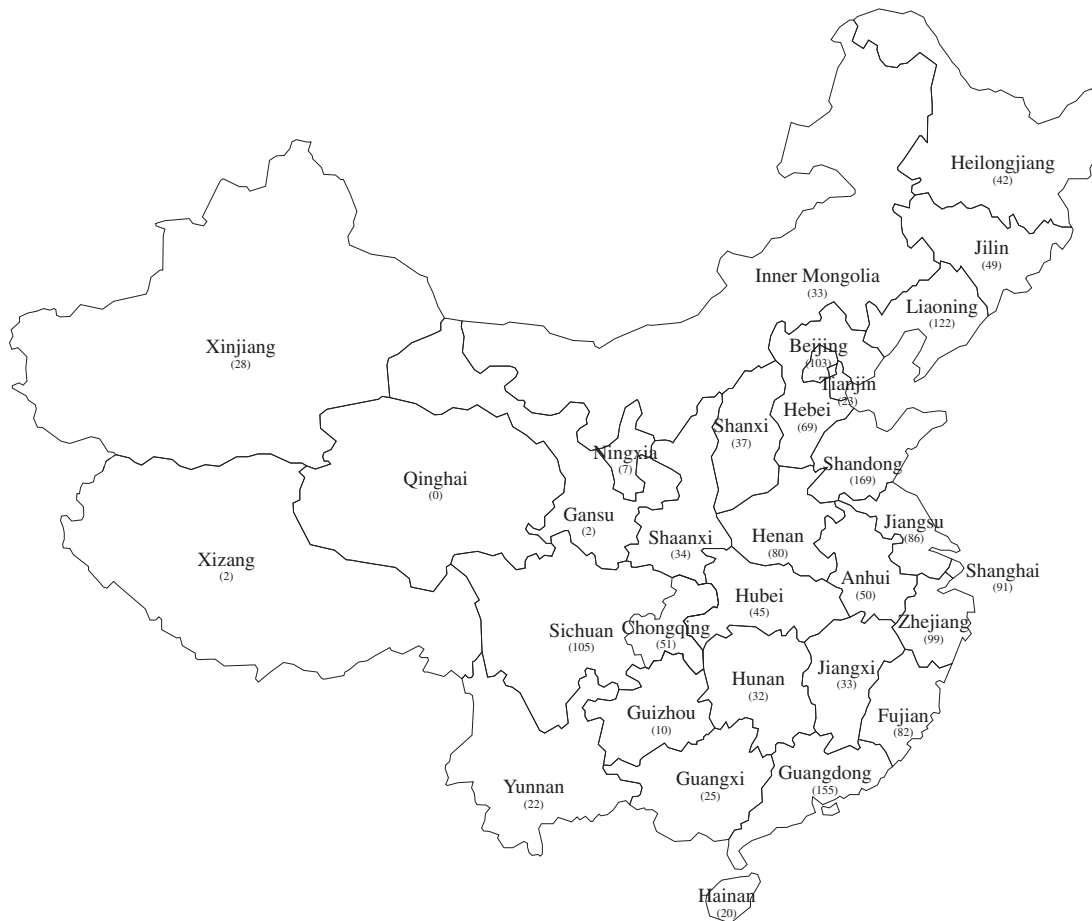 Heilongjiang
(42)
Jilin
(49)
Inner Mongolia
(33)
Liaoning
(122)
Xinjiang
(28)
Beijing
(103)
Tianjin
(23)
Hebei
(69)
Shanxi
(37)
Ningxia
(7)
Shandong
(169)
Qinghai
(0)
Gansu
(2)
Shaanxi
(34)
Henan
(80)
Jiangsu
(86)
Xizang
(2)
Anhui
(50)
Shanghai
(91)
Hubei
(45)
Sichuan
(105)
Chongqing
(51)
Zhejiang
(99)
Hunan
(32)
Jiangxi
(33)
Guizhou
(10)
Fujian
(82)
Yunnan
(22)
Guangxi
(25)
Guangdong
(155)
Hainan
(20)